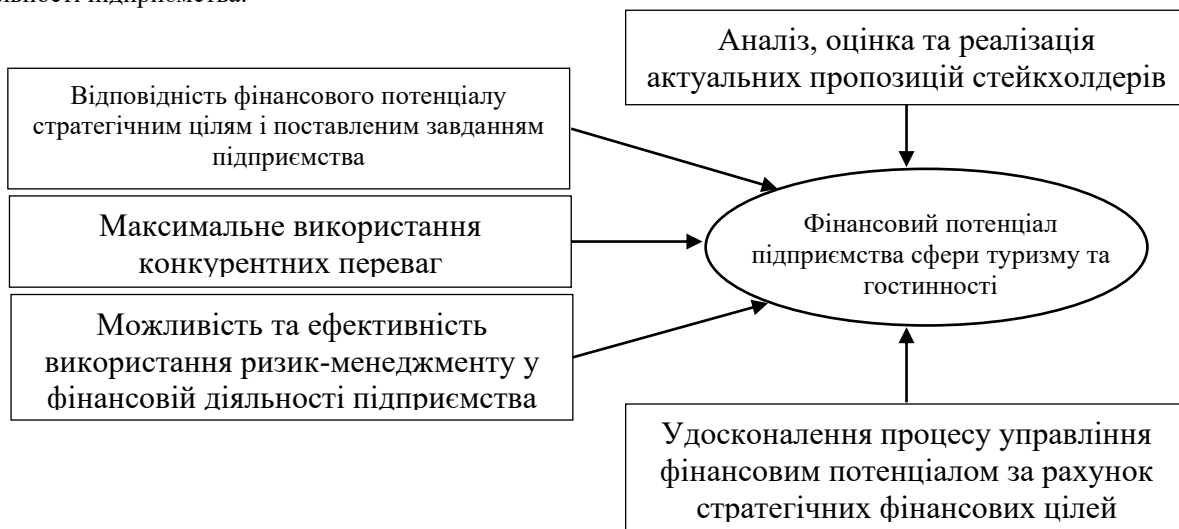 підприємства.
Аналіз, оцінка та реалізація
актуальних пропозицій стейкхолдерів
Відповідність фінансового потенціалу
стратегічним цілям і поставленим завданням
підприємства
Максимальне використання
конкурентних переваг
Можливість та ефективність
використання ризик-менеджменту у
фінансовій діяльності підприємства
Фінансовий потенціал
підприємства сфери туризму та
гостинності
Удосконалення процесу управління
фінансовим потенціалом за рахунок
стратегічних фінансових цілей